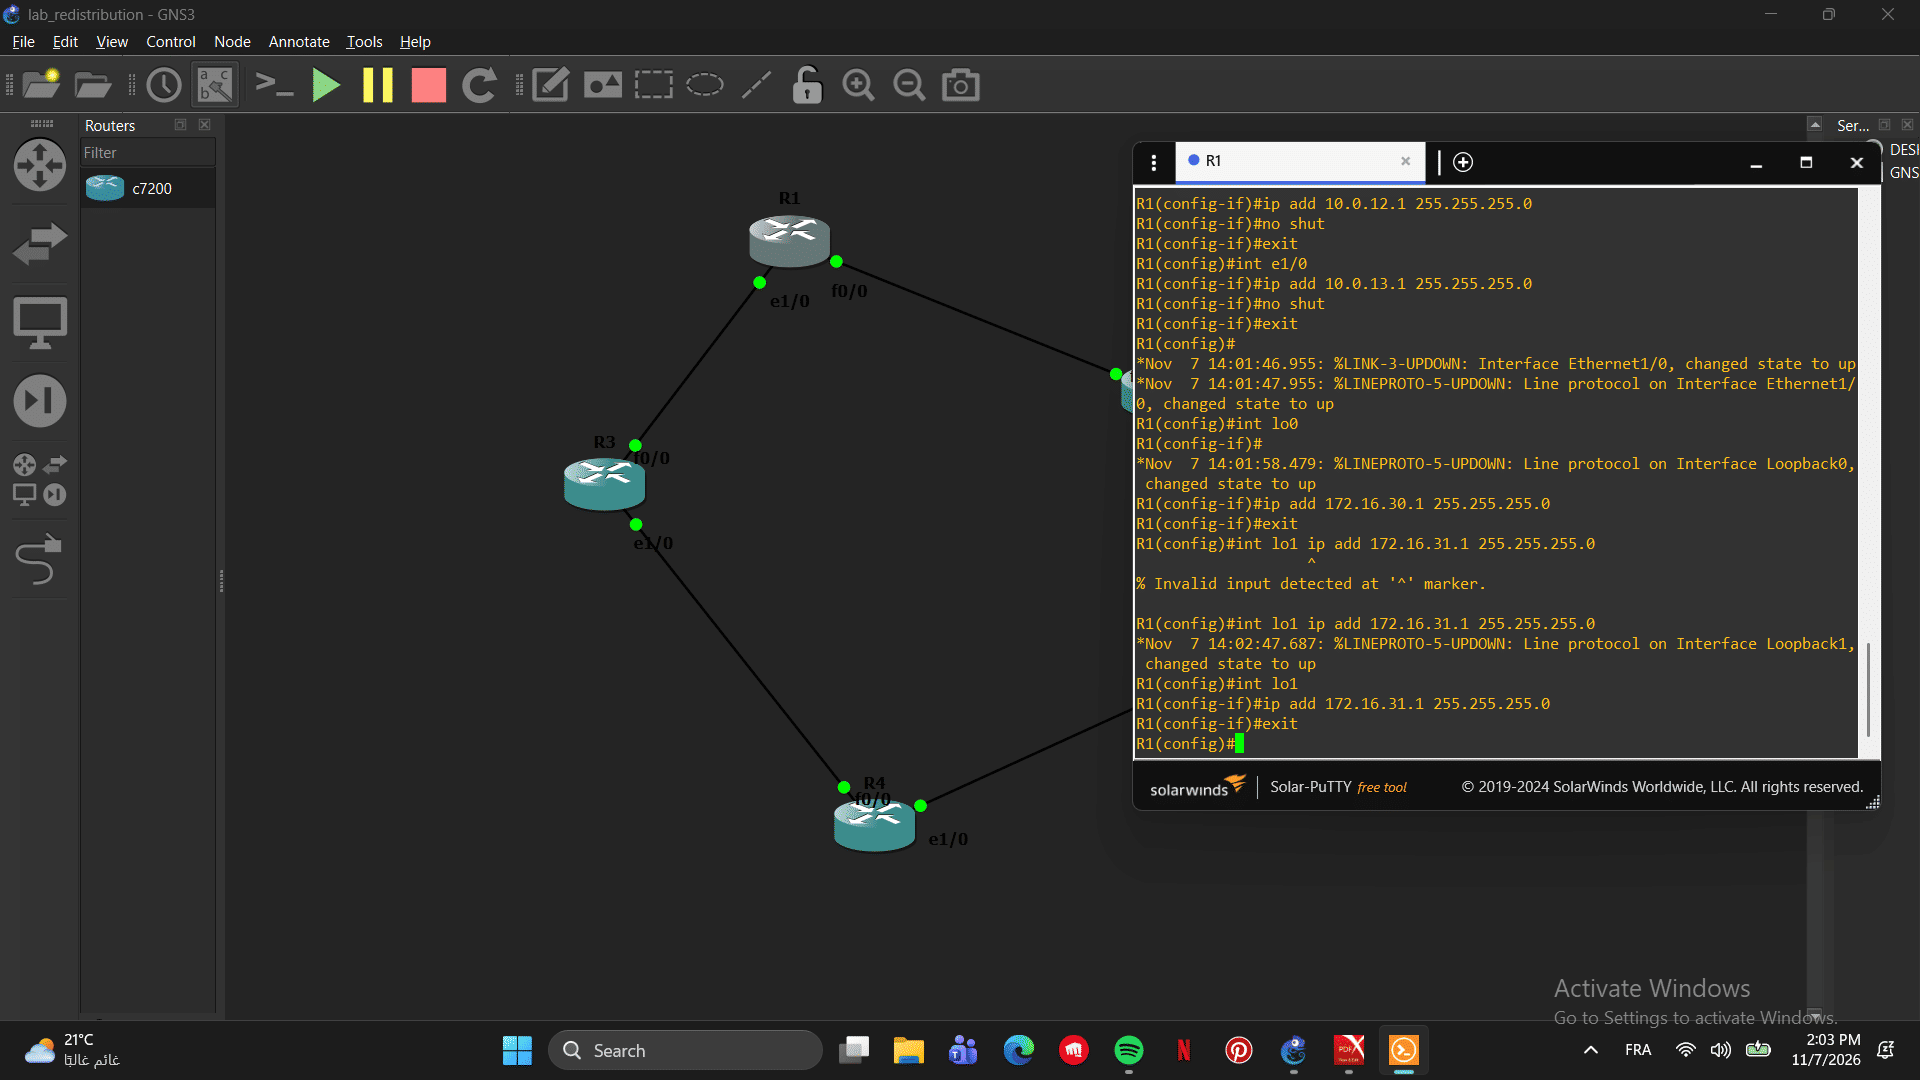 lab_redistribution - GNS3
File Edit View Control Node Annotate Tools Help
Routers
Filter
c7200
Ser...
DESI
GNS
R1
e1/0
f0/0
R3
f0/0
e1/0
R4
f0/0
e1/0
R1
R1(config-if)#ip add 10.0.12.1 255.255.255.0
R1(config-if)#no shut
R1(config-if)#exit
R1(config)#int e1/0
R1(config-if)#ip add 10.0.13.1 255.255.255.0
R1(config-if)#no shut
R1(config-if)#exit
R1(config)#
*Nov  7 14:01:46.955: %LINK-3-UPDOWN: Interface Ethernet1/0, changed state to up
*Nov  7 14:01:47.955: %LINEPROTO-5-UPDOWN: Line protocol on Interface Ethernet1/
0, changed state to up
R1(config)#int lo0
R1(config-if)#
*Nov  7 14:01:58.479: %LINEPROTO-5-UPDOWN: Line protocol on Interface Loopback0,
changed state to up
R1(config-if)#ip add 172.16.30.1 255.255.255.0
R1(config-if)#exit
R1(config)#int lo1 ip add 172.16.31.1 255.255.255.0
^
% Invalid input detected at '^' marker.
R1(config)#int lo1 ip add 172.16.31.1 255.255.255.0
*Nov  7 14:02:47.687: %LINEPROTO-5-UPDOWN: Line protocol on Interface Loopback1,
changed state to up
R1(config)#int lo1
R1(config-if)#ip add 172.16.31.1 255.255.255.0
R1(config-if)#exit
R1(config)#
solarwinds | Solar-PuTTY free tool © 2019-2024 SolarWinds Worldwide, LLC. All rights reserved.
Activate Windows
Go to Settings to activate Windows.
21°C
غائم غالبًا
Search
FRA
2:03 PM
11/7/2026